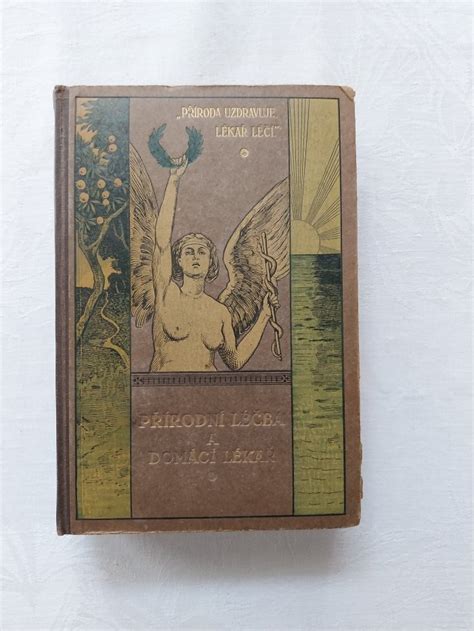 „PŘÍRODA UZDRAVUJE,
LÉKAŘ LÉČÍ.“
PŘÍRODNÍ LÉČBA
A
DOMÁCÍ LÉKAŘ